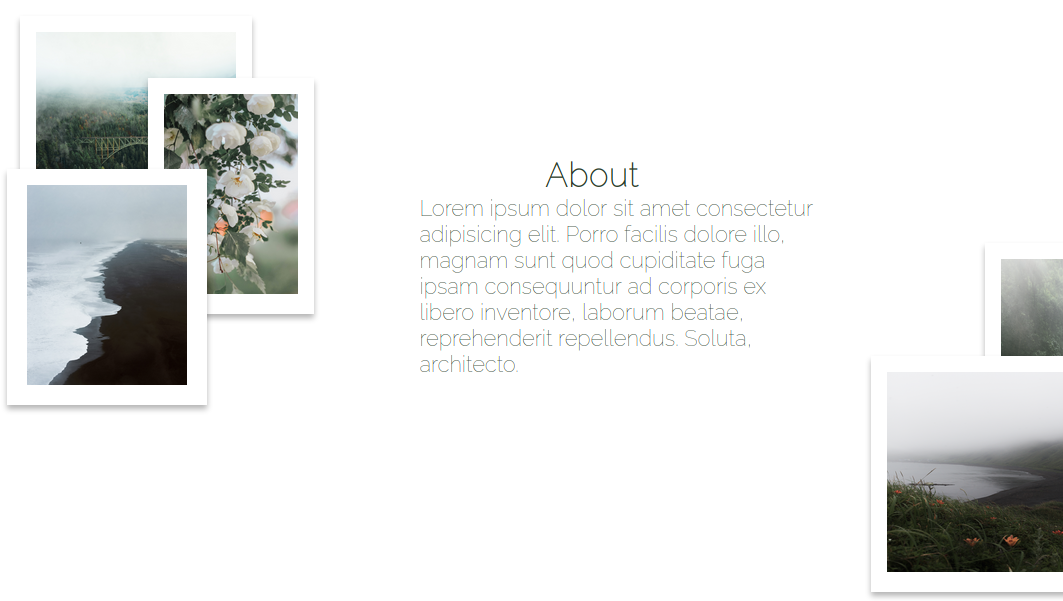 About
Lorem ipsum dolor sit amet consectetur
adipisicing elit. Porro facilis dolore illo,
magnam sunt quod cupiditate fuga
ipsam consequuntur ad corporis ex
libero inventore, laborum beatae,
reprehenderit repellendus. Soluta,
architecto.